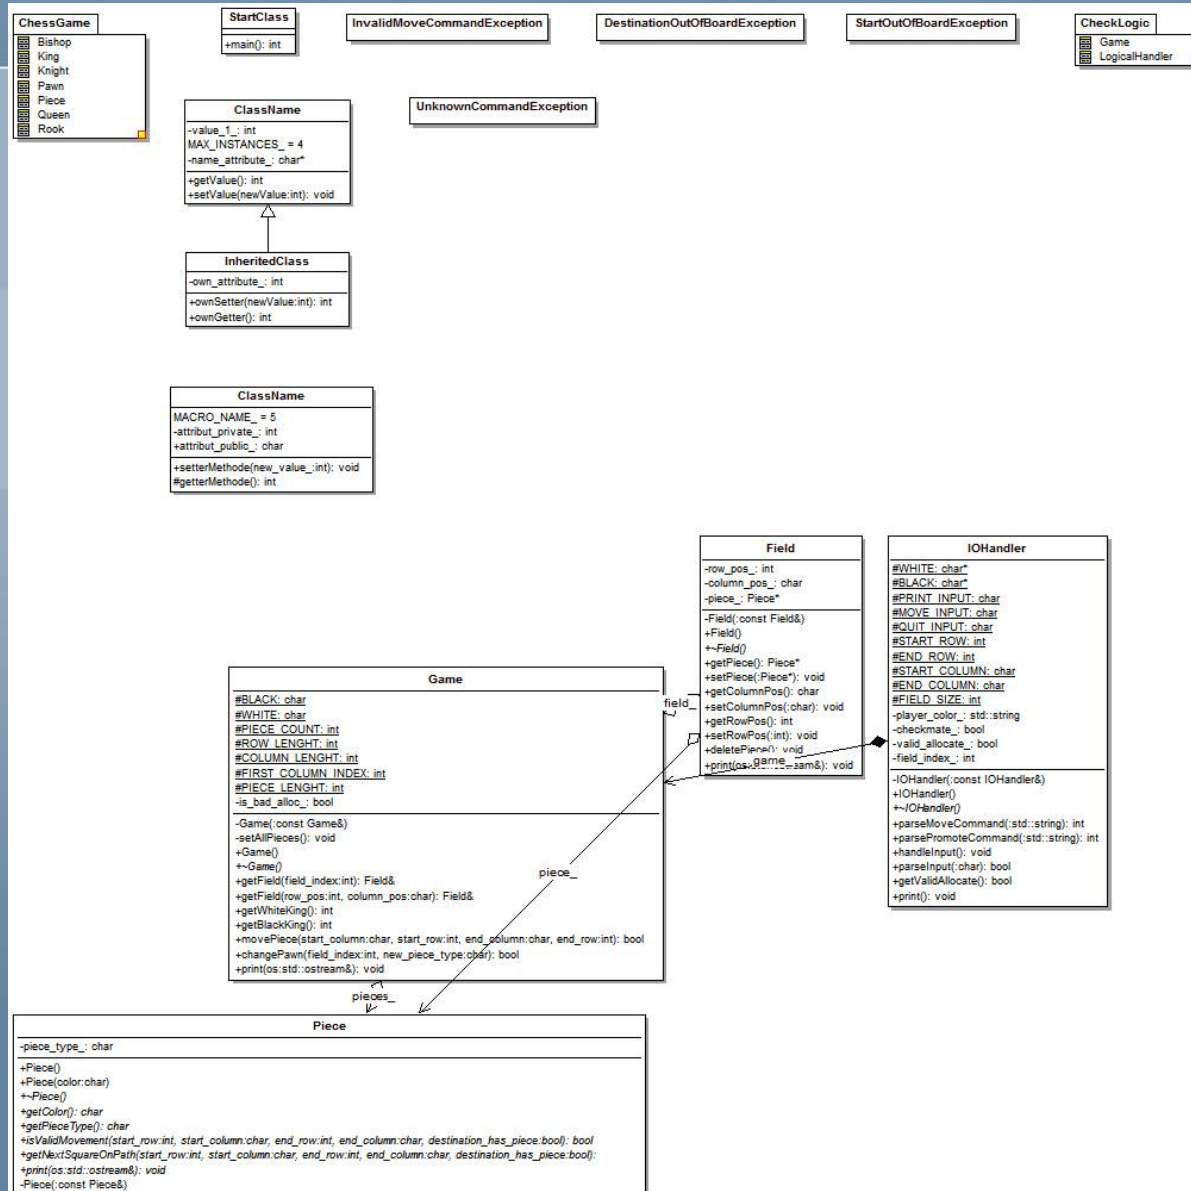 ChessGame
Bishop
King
Knight
Pawn
Piece
Queen
Rook
StartClass
+main(): int
InvalidMoveCommandException
DestinationOutOfBoardException
StartOutOfBoardException
CheckLogic
Game
LogicalHandler
UnknownCommandException
ClassName
-value_1_: int
MAX_INSTANCES_ = 4
-name_attribute_: char*
+getValue(): int
+setValue(newValue:int): void
InheritedClass
-own_attribute_: int
+ownSetter(newValue:int): int
+ownGetter(): int
ClassName
MACRO_NAME_ = 5
-attribut_private_: int
+attribut_public_: char
+setterMethode(new_value_:int): void
#getterMethode(): int
Field
-row_pos_: int
-column_pos_: char
-piece_: Piece*
-Field(:const Field&)
+Field()
+~Field()
+getPiece(): Piece*
+setPiece(:Piece*): void
+getColumnPos(): char
+setColumnPos(:char): void
+getRowPos(): int
+setRowPos(:int): void
+deletePiece(): void
+print(os:std::ostream&): void
IOHandler
#WHITE: char*
#BLACK: char*
#PRINT_INPUT: char
#MOVE_INPUT: char
#QUIT_INPUT: char
#START_ROW: int
#END_ROW: int
#START_COLUMN: char
#END_COLUMN: char
#FIELD_SIZE: int
-player_color_: std::string
-checkmate_: bool
-valid_allocate_: bool
-field_index_: int
-IOHandler(:const IOHandler&)
+IOHandler()
+~IOHandler()
+parseMoveCommand(:std::string): int
+parsePromoteCommand(:std::string): int
+handleInput(): void
+parseInput(:char): bool
+getValidAllocate(): bool
+print(): void
field_
game_
Game
#BLACK: char
#WHITE: char
#PIECE_COUNT: int
#ROW_LENGHT: int
#COLUMN_LENGHT: int
#FIRST_COLUMN_INDEX: int
#PIECE_LENGHT: int
-is_bad_alloc_: bool
-Game(:const Game&)
-setAllPieces(): void
+Game()
+~Game()
+getField(field_index:int): Field&
+getField(row_pos:int, column_pos:char): Field&
+getWhiteKing(): int
+getBlackKing(): int
+movePiece(start_column:char, start_row:int, end_column:char, end_row:int): bool
+changePawn(field_index:int, new_piece_type:char): bool
+print(os:std::ostream&): void
piece_
pieces_
Piece
-piece_type_: char
+Piece()
+Piece(color:char)
+~Piece()
+getColor(): char
+getPieceType(): char
+isValidMovement(start_row:int, start_column:char, end_row:int, end_column:char, destination_has_piece:bool): bool
+getNextSquareOnPath(start_row:int, start_column:char, end_row:int, end_column:char, destination_has_piece:bool):
+print(os:std::ostream&): void
-Piece(:const Piece&)